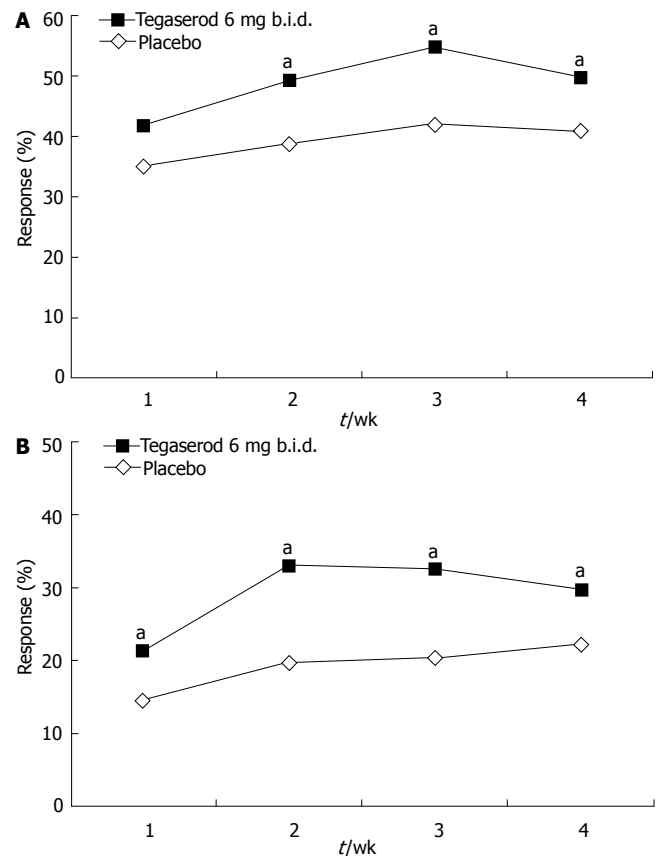 A
Tegaserod 6 mg b.i.d.
Placebo
60
50
40
30
20
10
0
Response (%)
a
a
a
1
2
3
4
t/wk
B
Tegaserod 6 mg b.i.d.
Placebo
50
40
30
20
10
0
Response (%)
a
a
a
a
1
2
3
4
t/wk